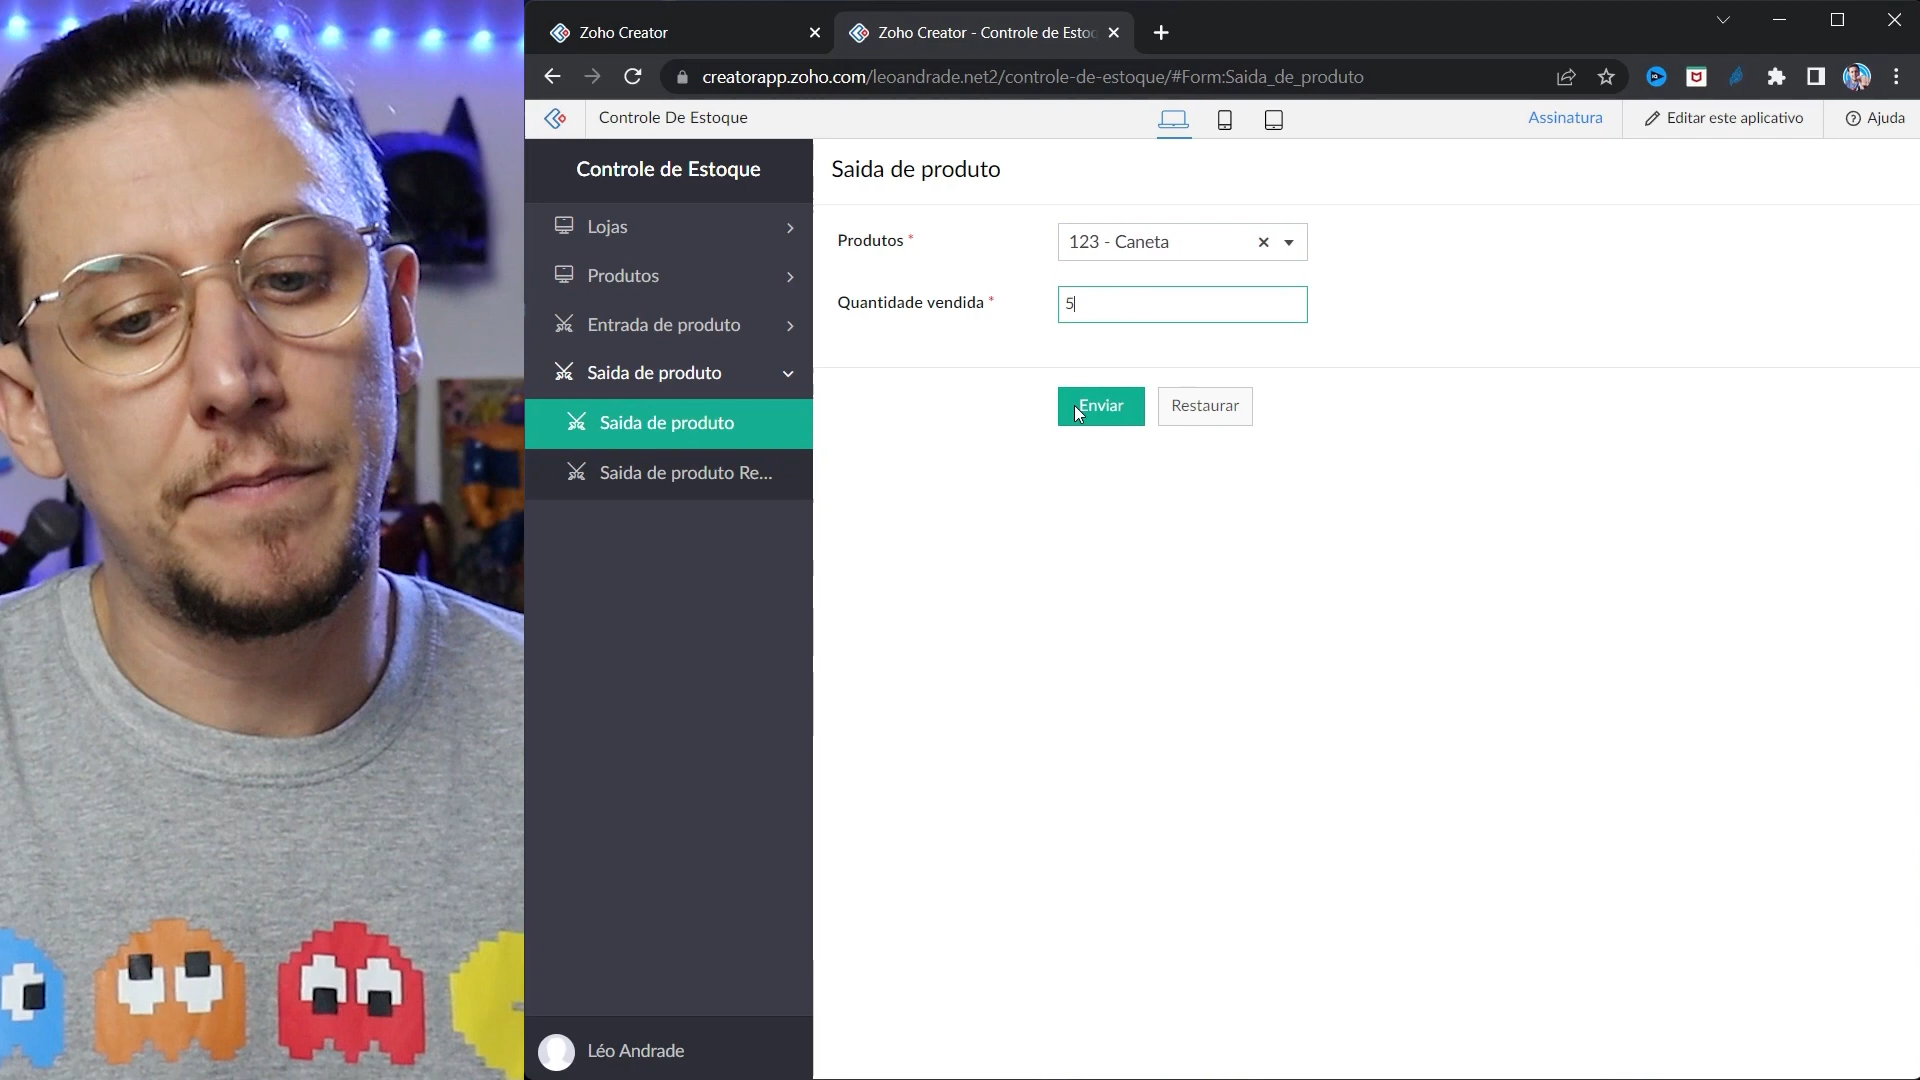 Zoho Creator
Zoho Creator - Controle de Esto
creatorapp.zoho.com/leoandrade.net2/controle-de-estoque/#Form:Saida_de_produto
Controle De Estoque
Assinatura
Editar este aplicativo
Ajuda
Controle de Estoque
Lojas
Produtos
Entrada de produto
Saida de produto
Saida de produto
Saida de produto Re...
Léo Andrade
Saida de produto
Produtos *
123 - Caneta
Quantidade vendida *
5
Enviar
Restaurar